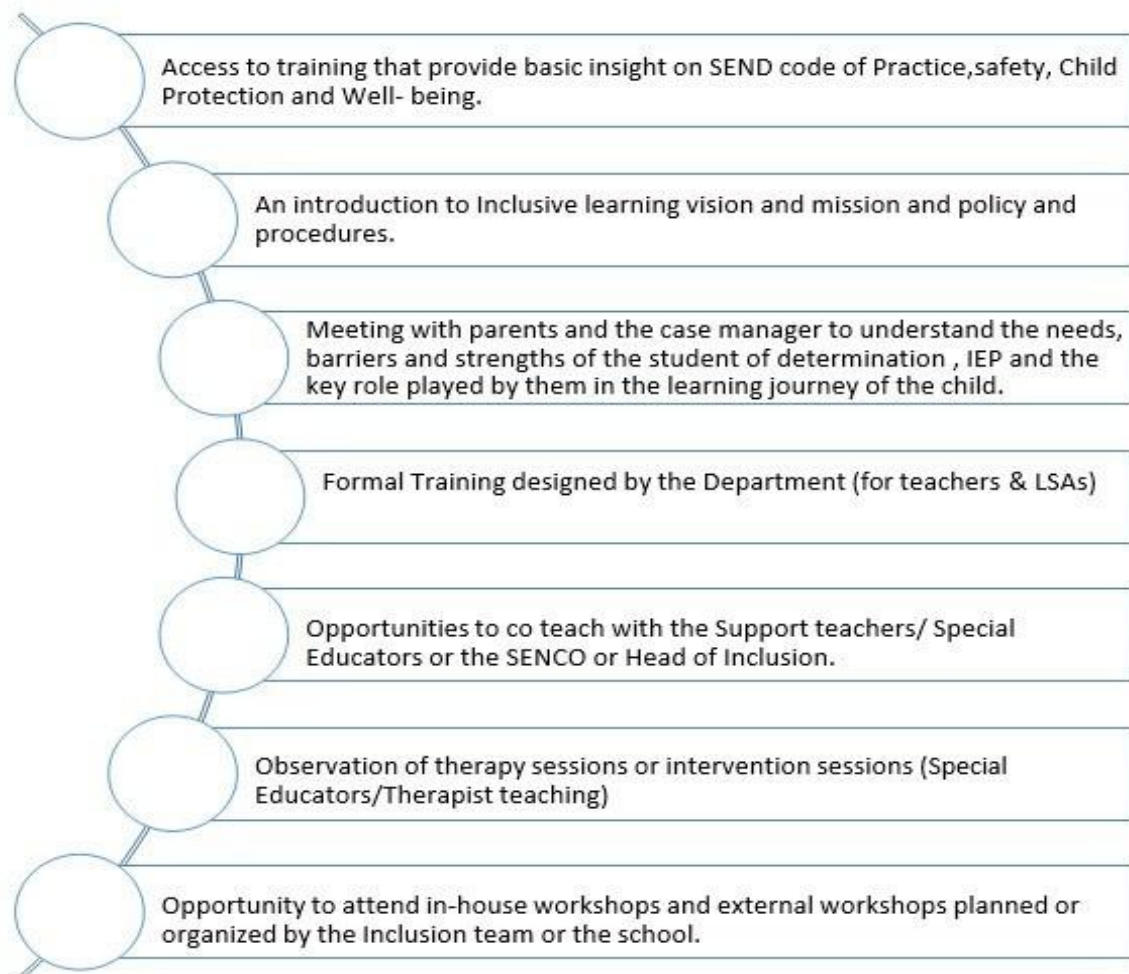 Access to training that provide basic insight on SEND code of Practice,safety, Child
Protection and Well- being.
An introduction to Inclusive learning vision and mission and policy and
procedures.
Meeting with parents and the case manager to understand the needs,
barriers and strengths of the student of determination , IEP and the
key role played by them in the learning journey of the child.
Formal Training designed by the Department (for teachers & LSAs)
Opportunities to co teach with the Support teachers/ Special
Educators or the SENCO or Head of Inclusion.
Observation of therapy sessions or intervention sessions (Special
Educators/Therapist teaching)
Opportunity to attend in-house workshops and external workshops planned or
organized by the Inclusion team or the school.